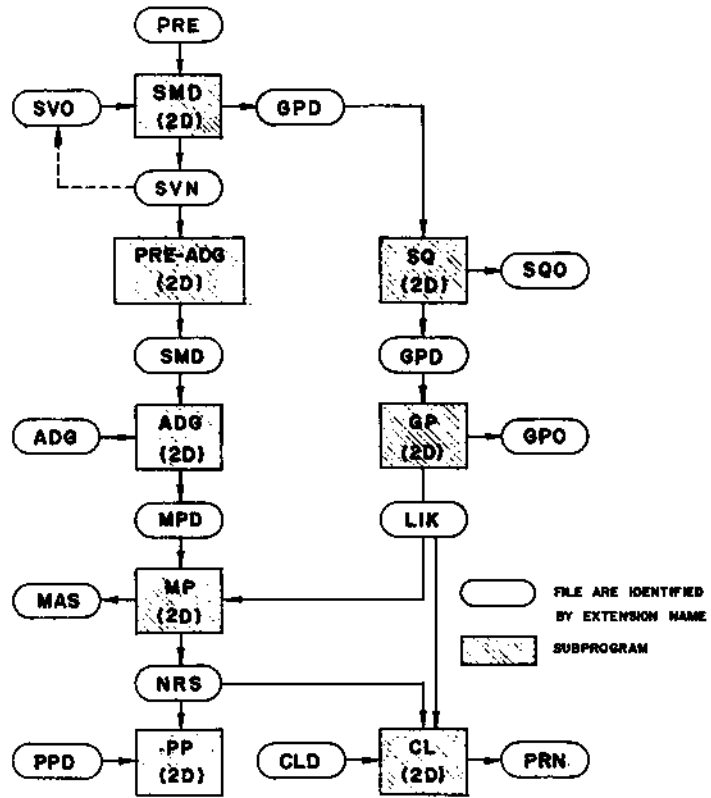 PRE
SVO
SMD
(2D)
GPD
SVN
PRE-ADG
(2D)
SQ
(2D)
SQO
SMD
GPD
ADG
ADG
(2D)
GP
(2D)
GPO
MPD
LIK
MAS
MP
(2D)
FILE ARE IDENTIFIED
BY EXTENSION NAME
SUBPROGRAM
NRS
PPD
PP
(2D)
CLD
CL
(2D)
PRN